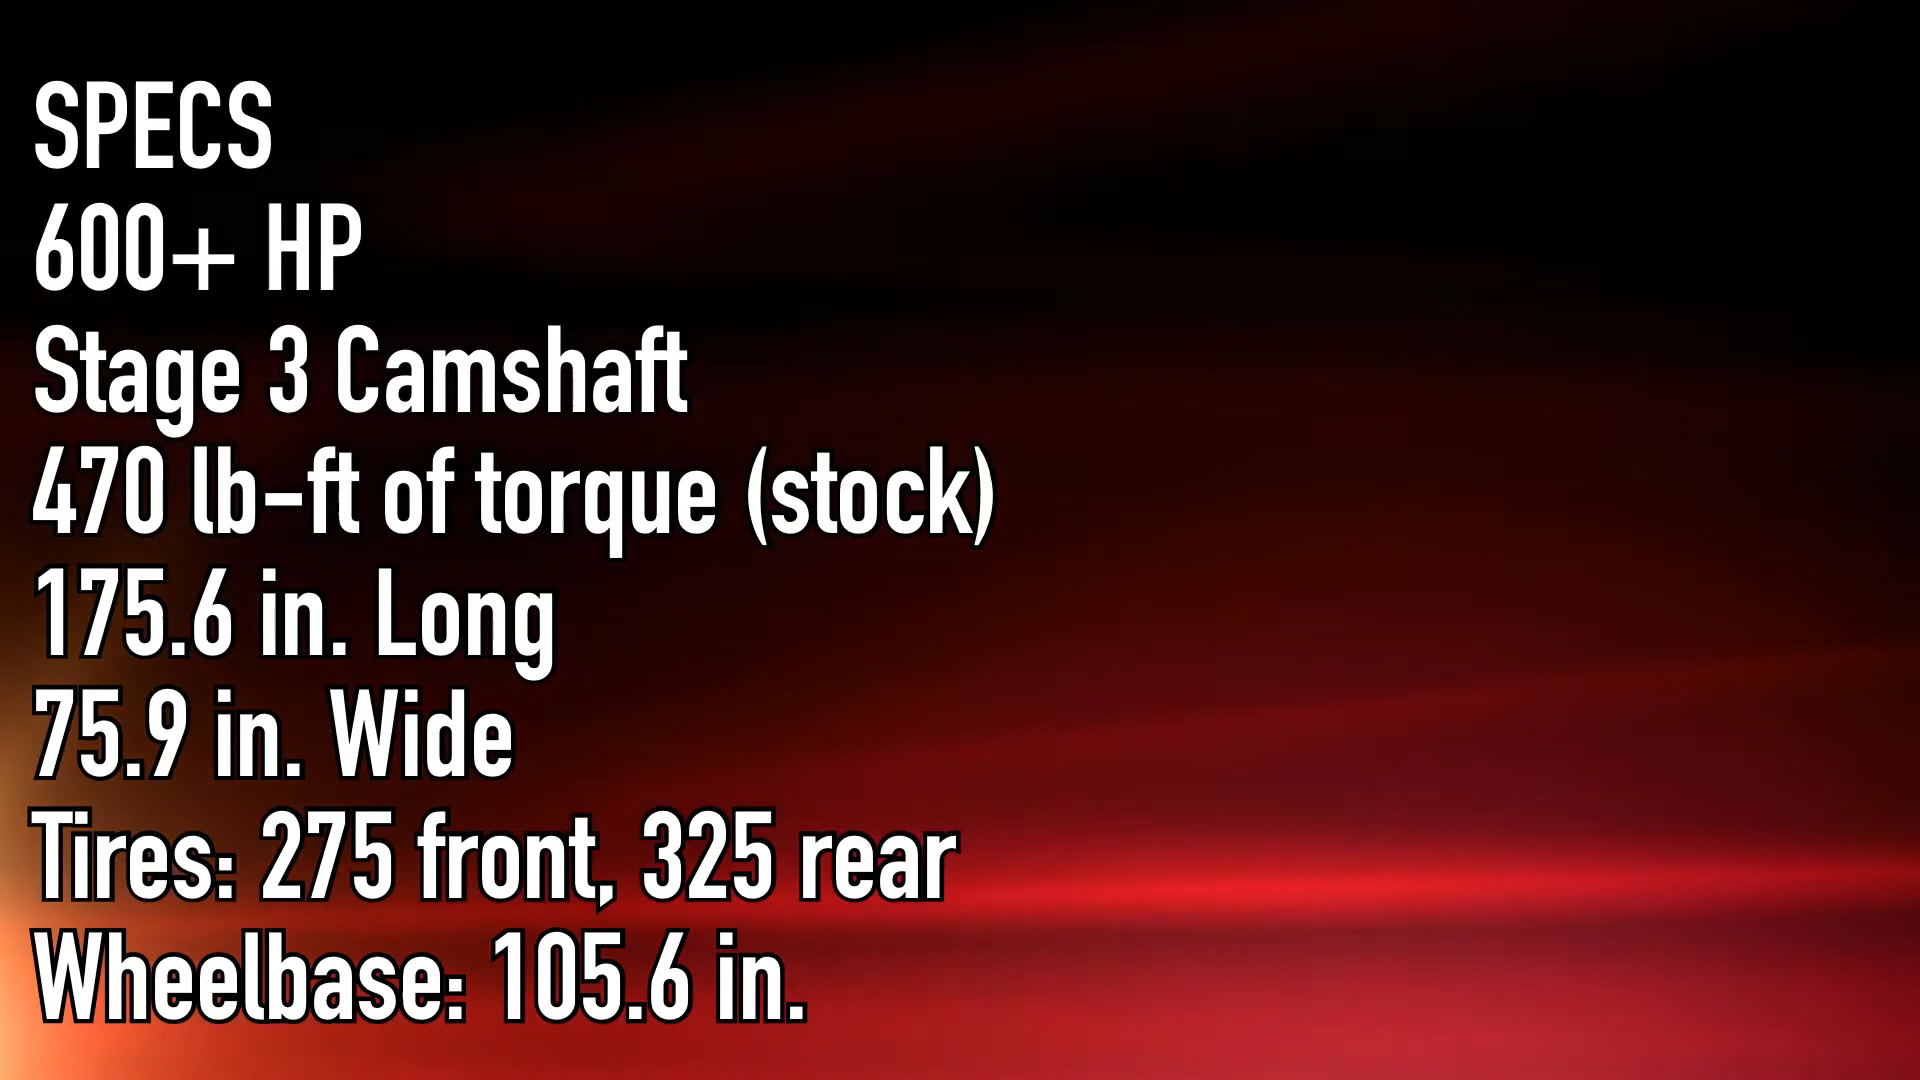 SPECS
600+ HP
Stage 3 Camshaft
470 lb-ft of torque (stock)
175.6 in. Long
75.9 in. Wide
Tires: 275 front, 325 rear
Wheelbase: 105.6 in.